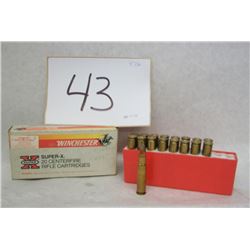 43
WINCHESTER
SUPER-X
20 CENTERFIRE
RIFLE CARTRIDGES